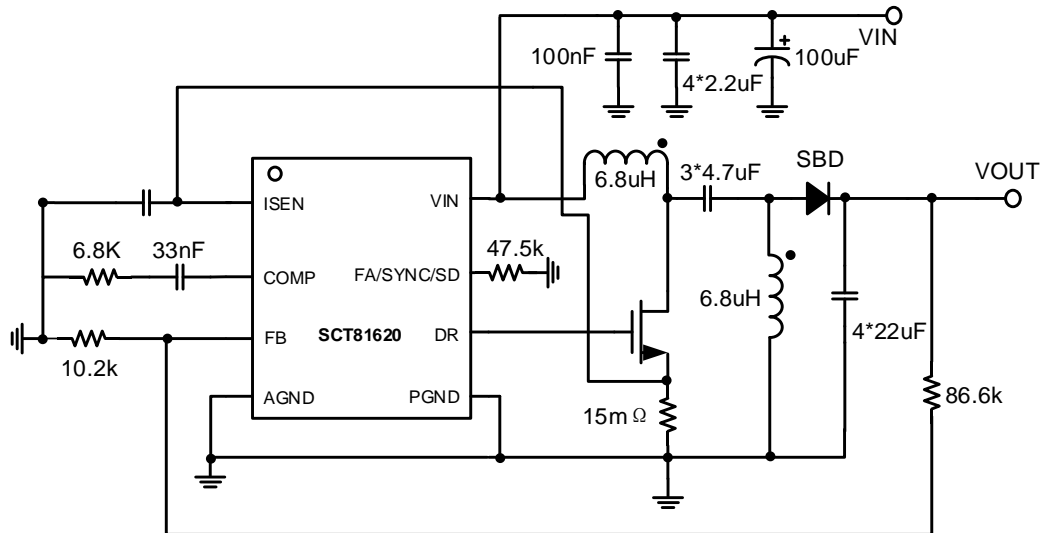 VIN
100nF
4*2.2uF
+
100uF
6.8uH
3*4.7uF
SBD
VOUT
ISEN
VIN
6.8K
33nF
COMP
FA/SYNC/SD
47.5k
6.8uH
4*22uF
10.2k
FB
SCT81620
DR
AGND
PGND
15mΩ
86.6k